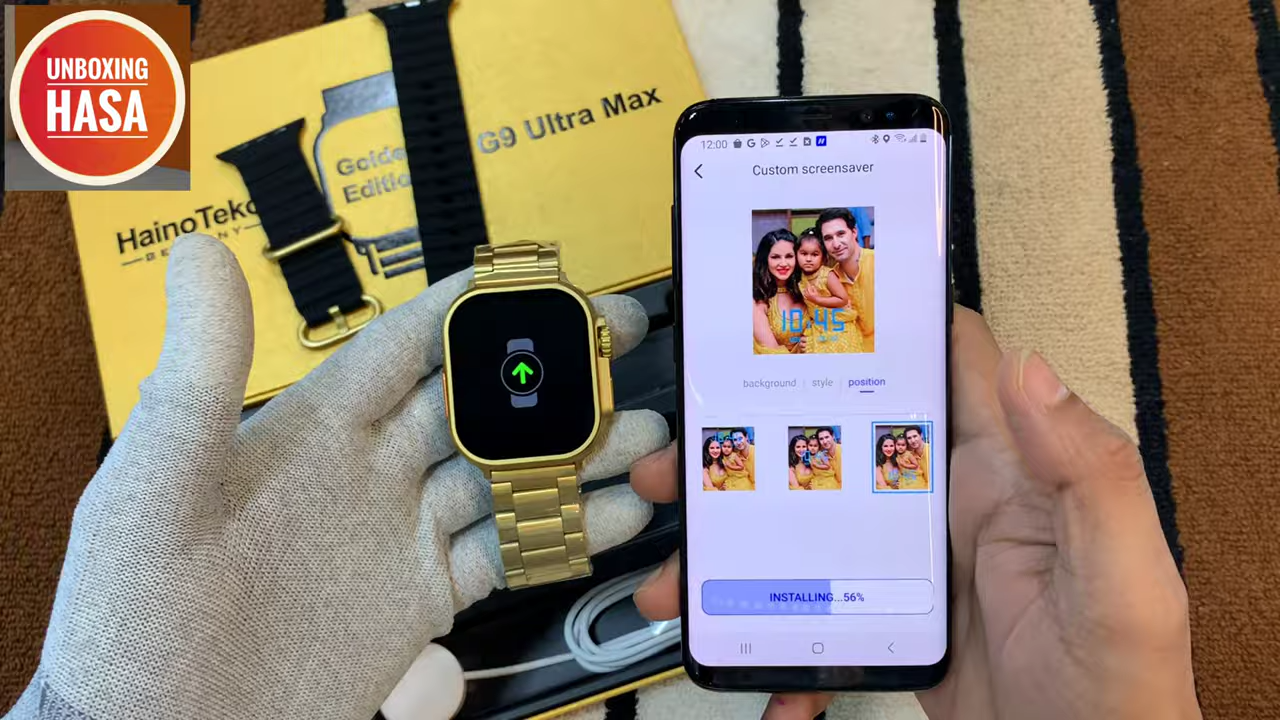 UNBOXING
HASA
Golde
Editio
G9 Ultra Max
HainoTeko
12:00
Custom screensaver
10:45
background
style
position
INSTALLING...56%